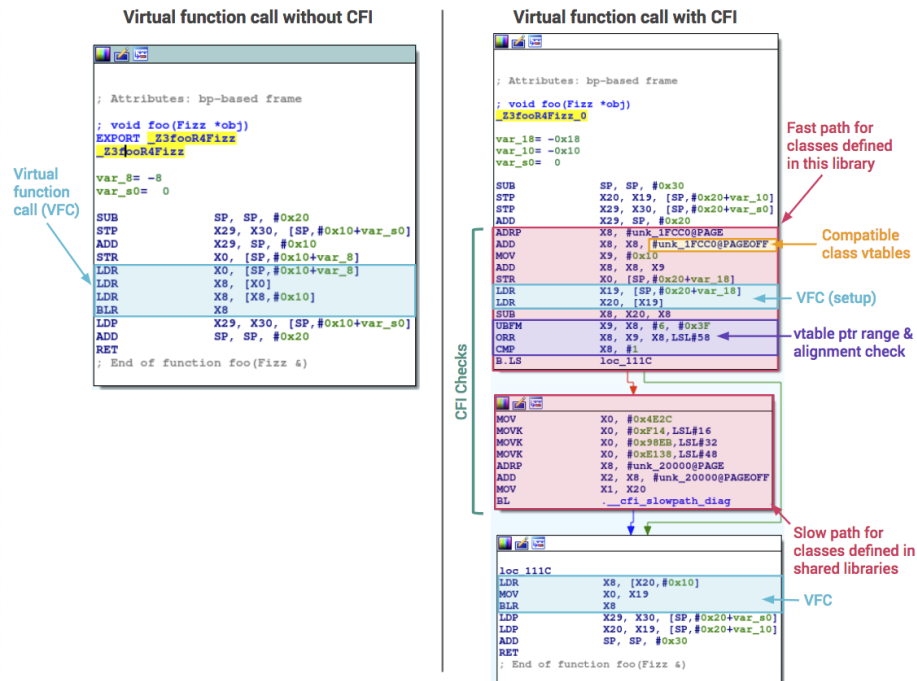 Virtual function call without CFI
; Attributes: bp-based frame
; void foo(Fizz *obj)
EXPORT _Z3fooR4Fizz
_Z3fooR4Fizz
var_8= -8
var_s0= 0
SUB SP, SP, #0x20
STP X29, X30, [SP,#0x10+var_s0]
ADD X29, SP, #0x10
STR X0, [SP,#0x10+var_8]
LDR X0, [SP,#0x10+var_8]
LDR X8, [X0]
LDR X8, [X8,#0x10]
BLR X8
LDP X29, X30, [SP,#0x10+var_s0]
ADD SP, SP, #0x20
RET
; End of function foo(Fizz &)
Virtual
function
call (VFC)
Virtual function call with CFI
; Attributes: bp-based frame
; void foo(Fizz *obj)
_Z3fooR4Fizz_0
var_18= -0x18
var_10= -0x10
var_s0= 0
SUB SP, SP, #0x30
STP X20, X19, [SP,#0x20+var_10]
STP X29, X30, [SP,#0x20+var_s0]
ADD X29, SP, #0x20
ADRP X8, #unk_1FCC0@PAGE
ADD X8, X8, #unk_1FCC0@PAGEOFF
MOV X9, #0x10
ADD X8, X8, X9
STR X0, [SP,#0x20+var_18]
LDR X19, [SP,#0x20+var_18]
LDR X20, [X19]
SUB X8, X20, X8
UBFM X9, X8, #6, #0x3F
ORR X8, X9, X8,LSL#58
CMP X8, #1
B.LS loc_111C
Fast path for
classes defined
in this library
Compatible
class vtables
VFC (setup)
vtable ptr range &
alignment check
CFI Checks
MOV X0, #0x4E2C
MOVK X0, #0xF14,LSL#16
MOVK X0, #0x98EB,LSL#32
MOVK X0, #0xE138,LSL#48
ADRP X8, #unk_20000@PAGE
ADD X2, X8, #unk_20000@PAGEOFF
MOV X1, X20
BL .__cfi_slowpath_diag
Slow path for
classes defined in
shared libraries
loc_111C
LDR X8, [X20,#0x10]
MOV X0, X19
BLR X8
LDP X29, X30, [SP,#0x20+var_s0]
LDP X20, X19, [SP,#0x20+var_10]
ADD SP, SP, #0x30
RET
; End of function foo(Fizz &)
VFC